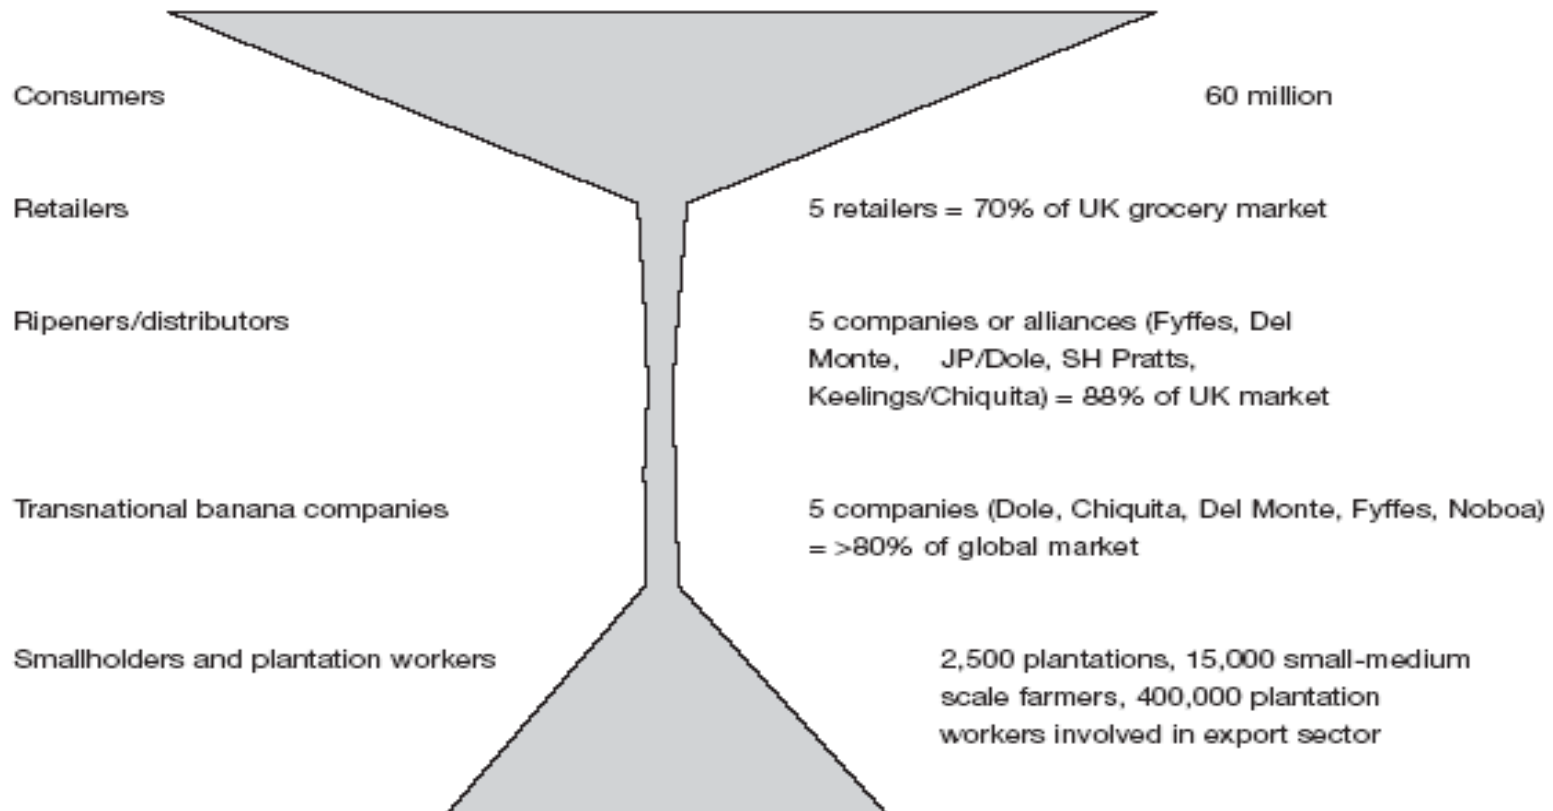 Consumers
60 million
Retailers
5 retailers = 70% of UK grocery market
Ripeners/distributors
5 companies or alliances (Fyffes, Del
Monte, JP/Dole, SH Pratts,
Keelings/Chiquita) = 88% of UK market
Transnational banana companies
5 companies (Dole, Chiquita, Del Monte, Fyffes, Noboa)
= >80% of global market
Smallholders and plantation workers
2,500 plantations, 15,000 small-medium
scale farmers, 400,000 plantation
workers involved in export sector